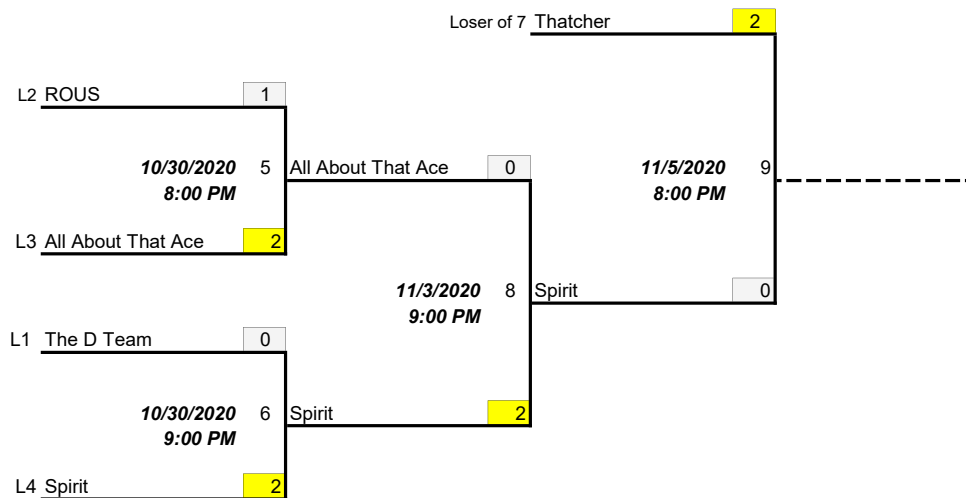 Loser of 7 Thatcher 2
L2 ROUS 1
10/30/2020 5 All About That Ace 0 11/5/2020 9
8:00 PM 8:00 PM
L3 All About That Ace 2
11/3/2020 8 Spirit 0
9:00 PM
L1 The D Team 0
10/30/2020 6 Spirit 2
9:00 PM
L4 Spirit 2